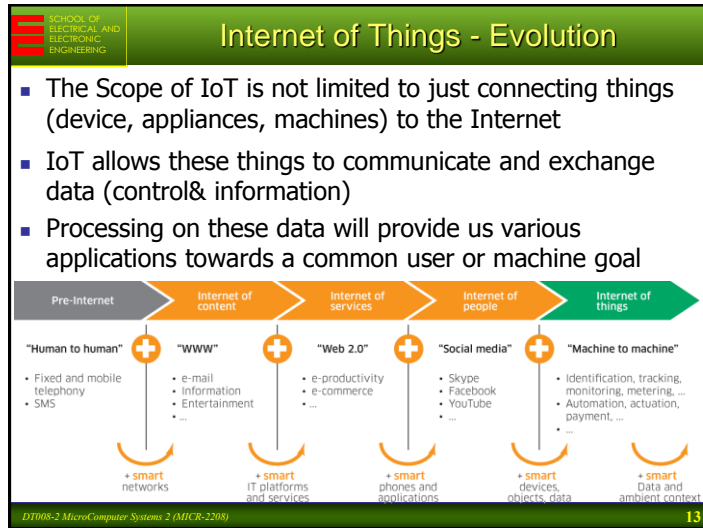 SCHOOL OF
ELECTRICAL AND
ELECTRONIC
ENGINEERING
Internet of Things - Evolution
The Scope of IoT is not limited to just connecting things
(device, appliances, machines) to the Internet
IoT allows these things to communicate and exchange
data (control& information)
Processing on these data will provide us various
applications towards a common user or machine goal
Pre-Internet
Internet of
content
Internet of
services
Internet of
people
Internet of
things
"Human to human"
"WWW"
"Web 2.0"
"Social media"
"Machine to machine"
• Fixed and mobile
telephony
• SMS
• e-mail
• Information
• Entertainment
• ...
• e-productivity
• e-commerce
• ...
• Skype
• Facebook
• YouTube
• ...
• Identification, tracking,
monitoring, metering, ...
• Automation, actuation,
payment, ...
• ...
+ smart
networks
+ smart
IT platforms
and services
+ smart
phones and
applications
+ smart
devices,
objects, data
+ smart
Data and
ambient context
DT008-2 MicroComputer Systems 2 (MICR-2208)
13